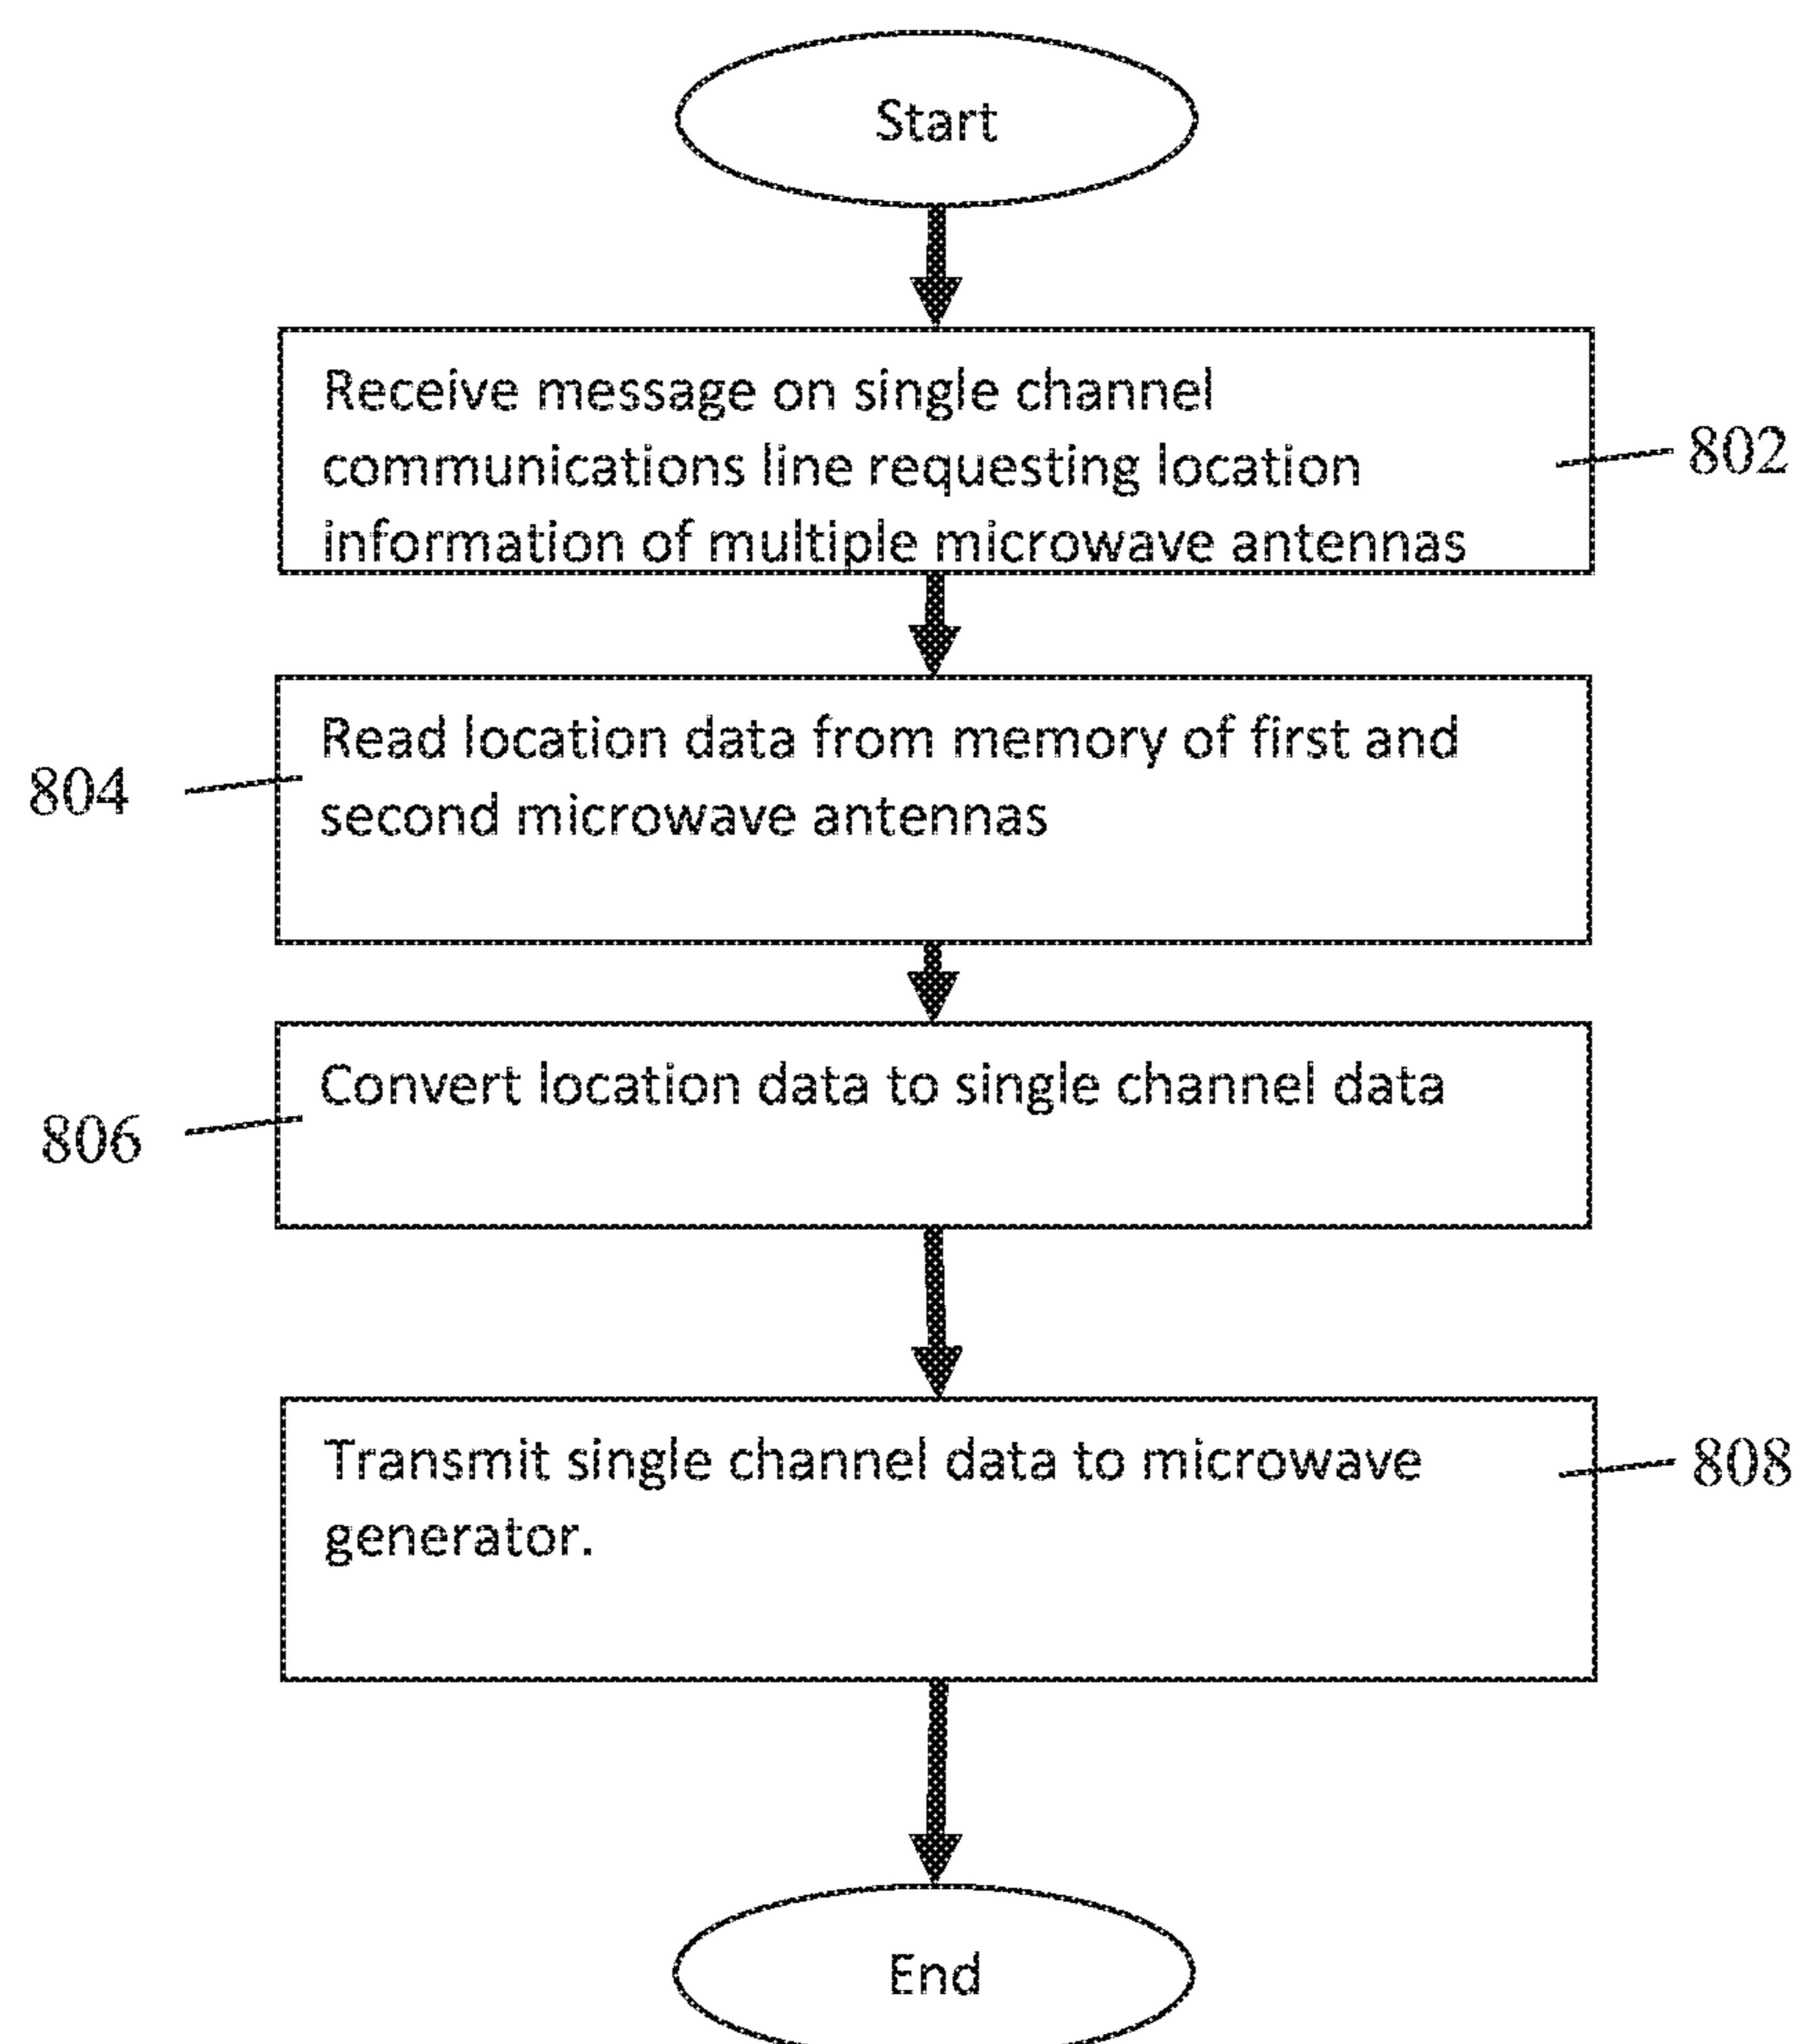 Start
Receive message on single channel
communications line requesting location
information of multiple microwave antennas
802
Read location data from memory of first and
second microwave antennas
804
Convert location data to single channel data
806
Transmit single channel data to microwave
generator.
808
End